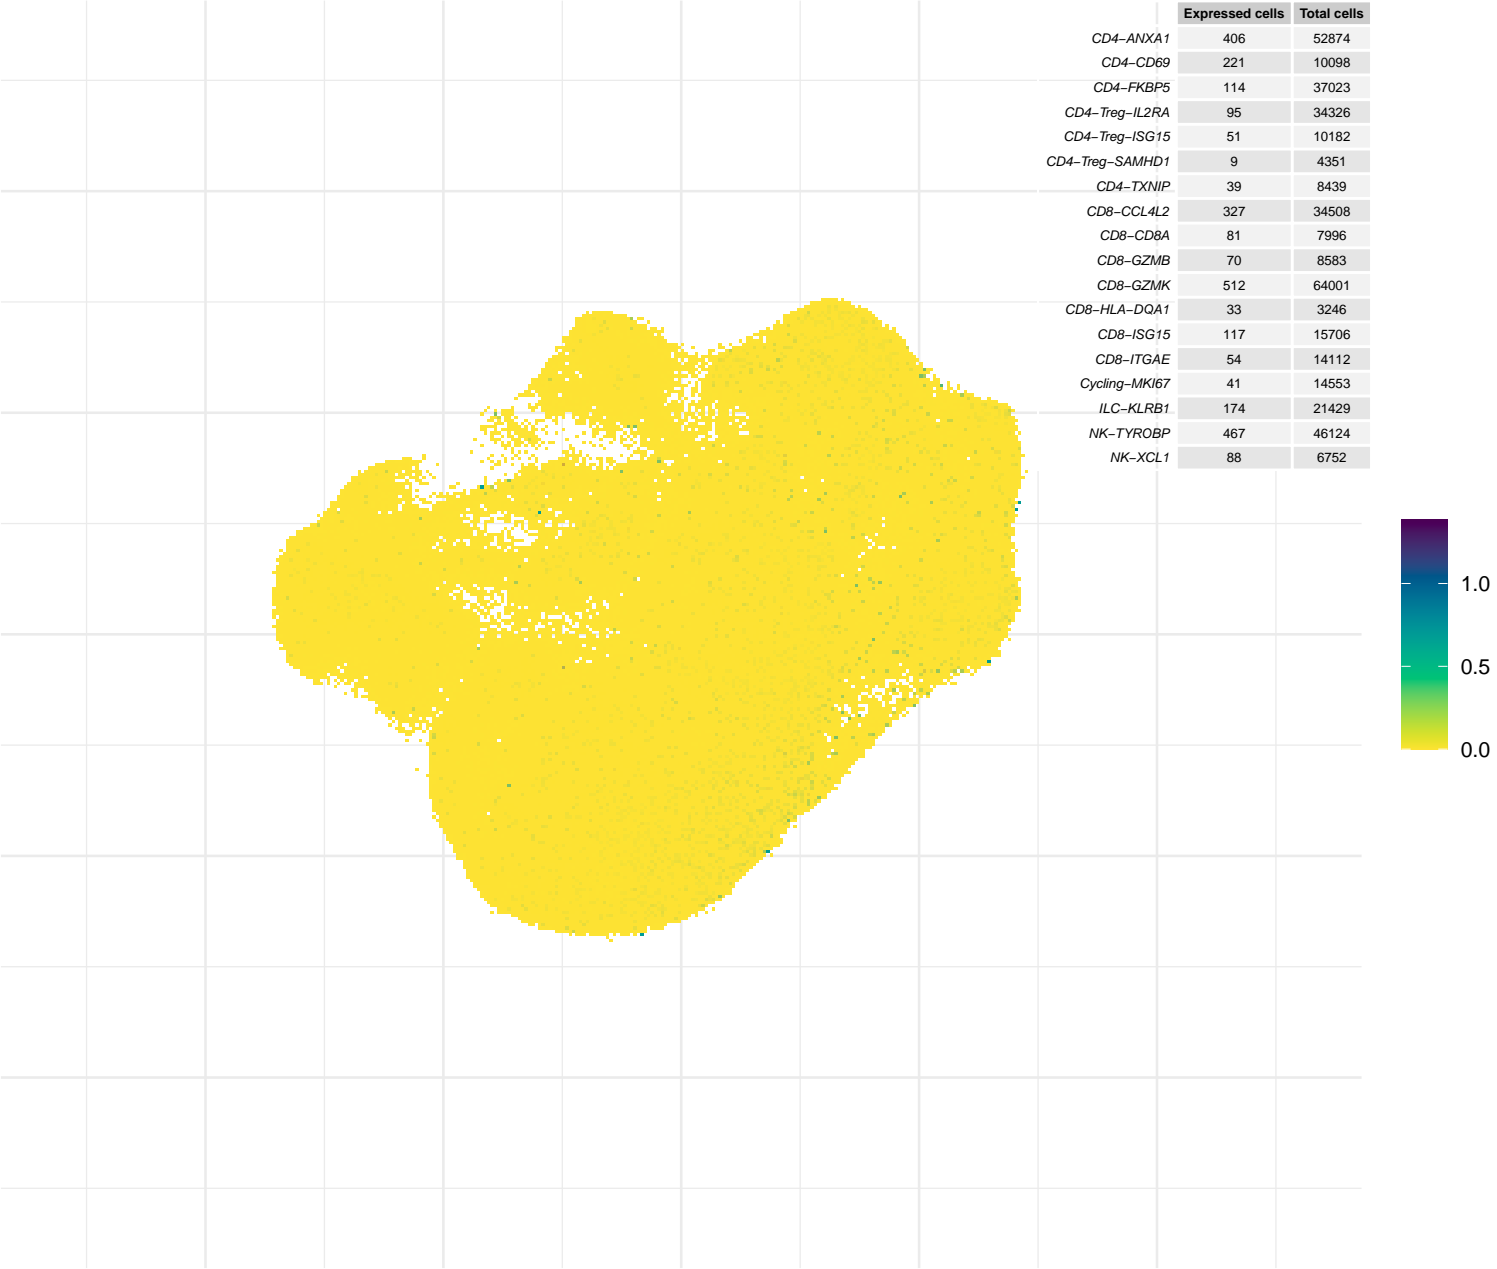 Expressed cells Total cells
CD4−ANXA1 406 52874
CD4−CD69 221 10098
CD4−FKBP5 114 37023
CD4−Treg−IL2RA 95 34326
CD4−Treg−ISG15 51 10182
CD4−Treg−SAMHD1 9 4351
CD4−TXNIP 39 8439
CD8−CCL4L2 327 34508
CD8−CD8A 81 7996
CD8−GZMB 70 8583
CD8−GZMK 512 64001
CD8−HLA−DQA1 33 3246
CD8−ISG15 117 15706
CD8−ITGAE 54 14112
Cycling−MKI67 41 14553
ILC−KLRB1 174 21429
NK−TYROBP 467 46124
NK−XCL1 88 6752
1.0
0.5
0.0